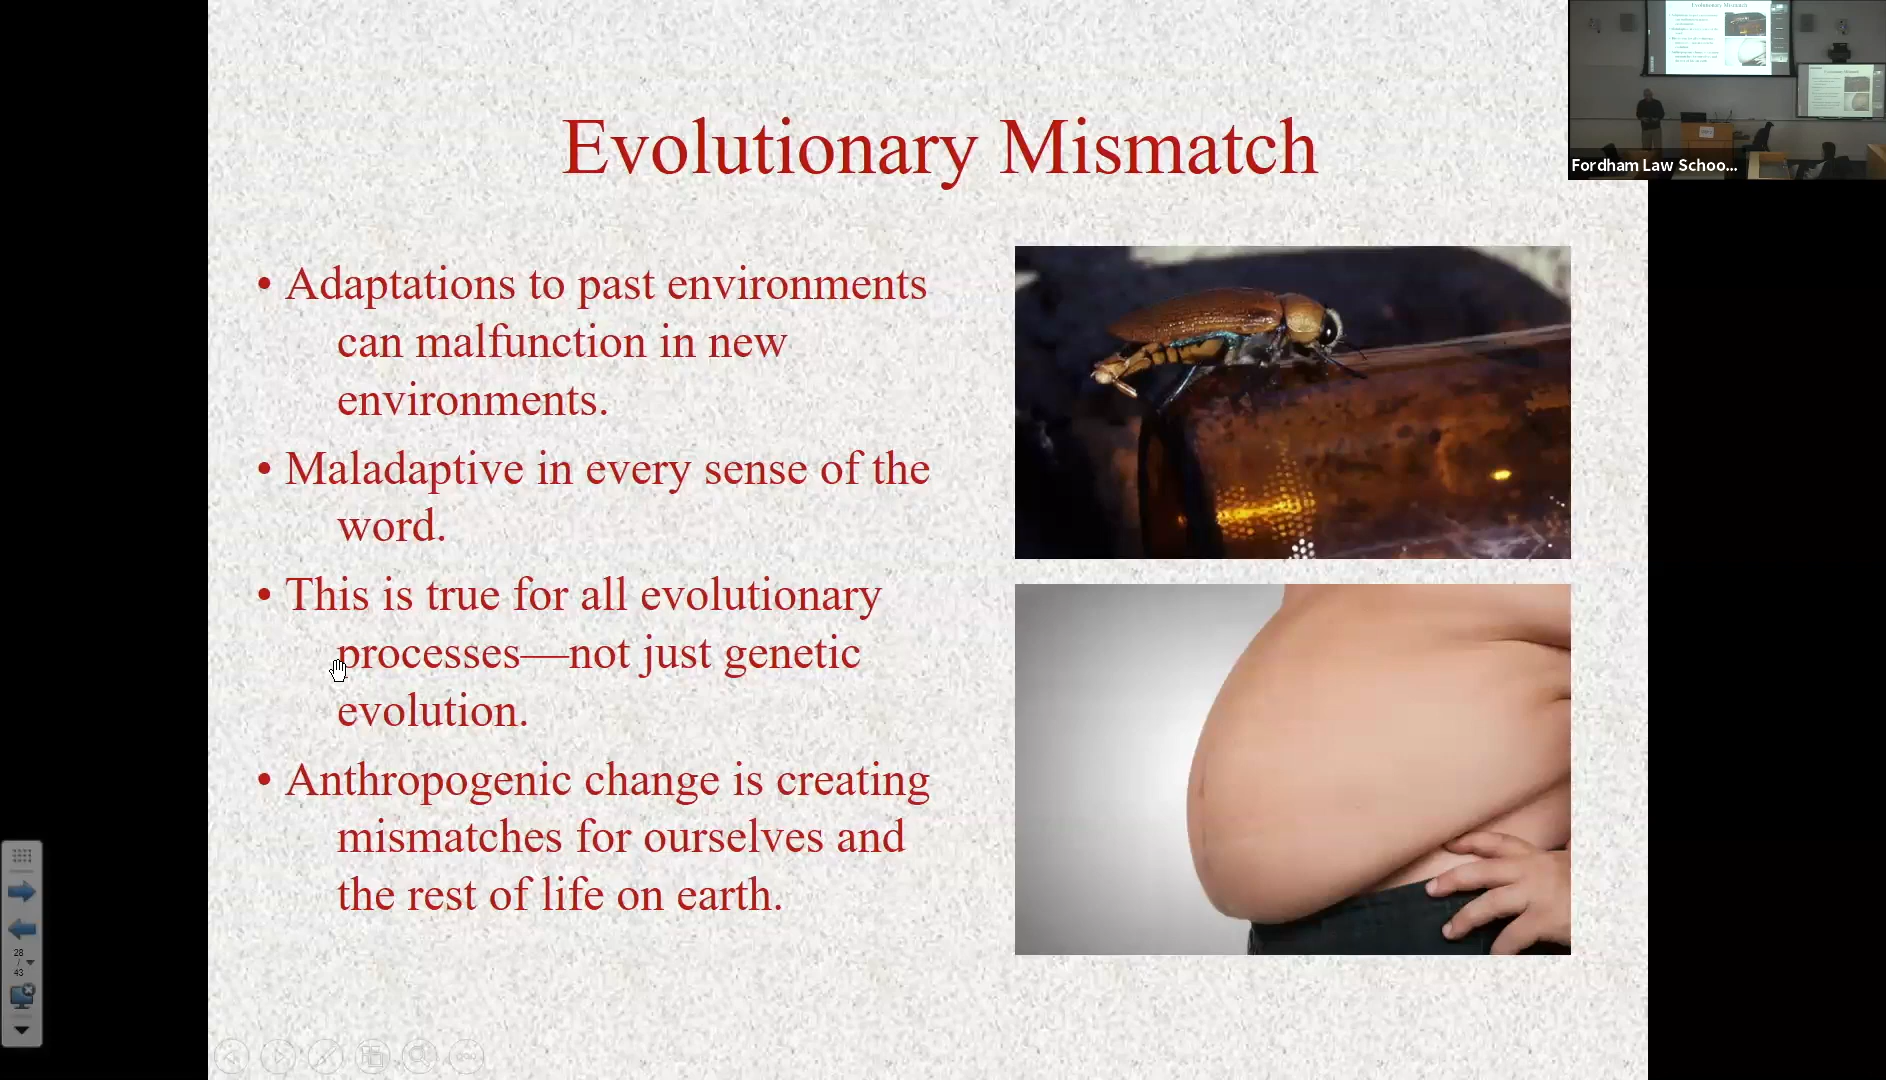 Evolutionary Mismatch
Fordham Law Schoo...
• Adaptations to past environments
can malfunction in new
environments.
• Maladaptive in every sense of the
word.
• This is true for all evolutionary
processes—not just genetic
evolution.
• Anthropogenic change is creating
mismatches for ourselves and
the rest of life on earth.
28
/
43